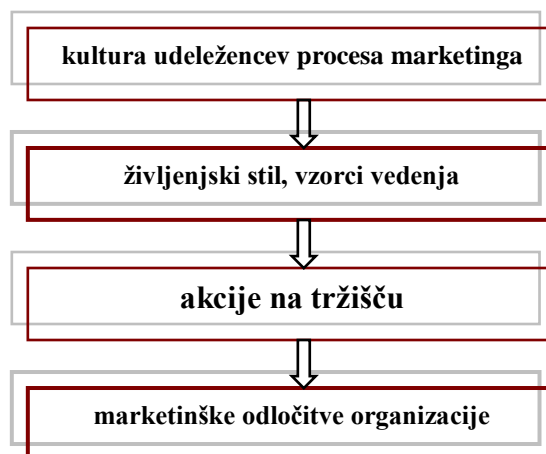 kultura udeležencev procesa marketinga
življenjski stil, vzorci vedenja
akcije na tržišču
marketinške odločitve organizacije